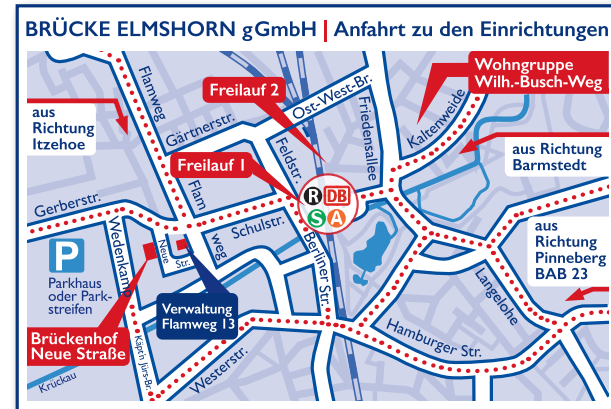 BRÜCKE ELMSHORN gGmbH | Anfahrt zu den Einrichtungen
Flamweg
Freilauf 2
Ost-West-Br.
Friedensallee
Wohngruppe
Wilh.-Busch-Weg
Kaltenweide
aus
Richtung
Itzehoe
Gärtnerstr.
Feldstr.
aus Richtung
Barmstedt
Freilauf 1
Flam
weg
R DB
S A
Gerberstr.
Schulstr.
Wedenkamp
Neue
Str.
Berliner Str.
aus
Richtung
Pinneberg
BAB 23
P
Parkhaus
oder Park-
streifen
Verwaltung
Flamweg 13
Langelohe
Brückenhof
Neue Straße
Käpt'n Jürs-Br.
Hamburger Str.
Westerstr.
Krückau